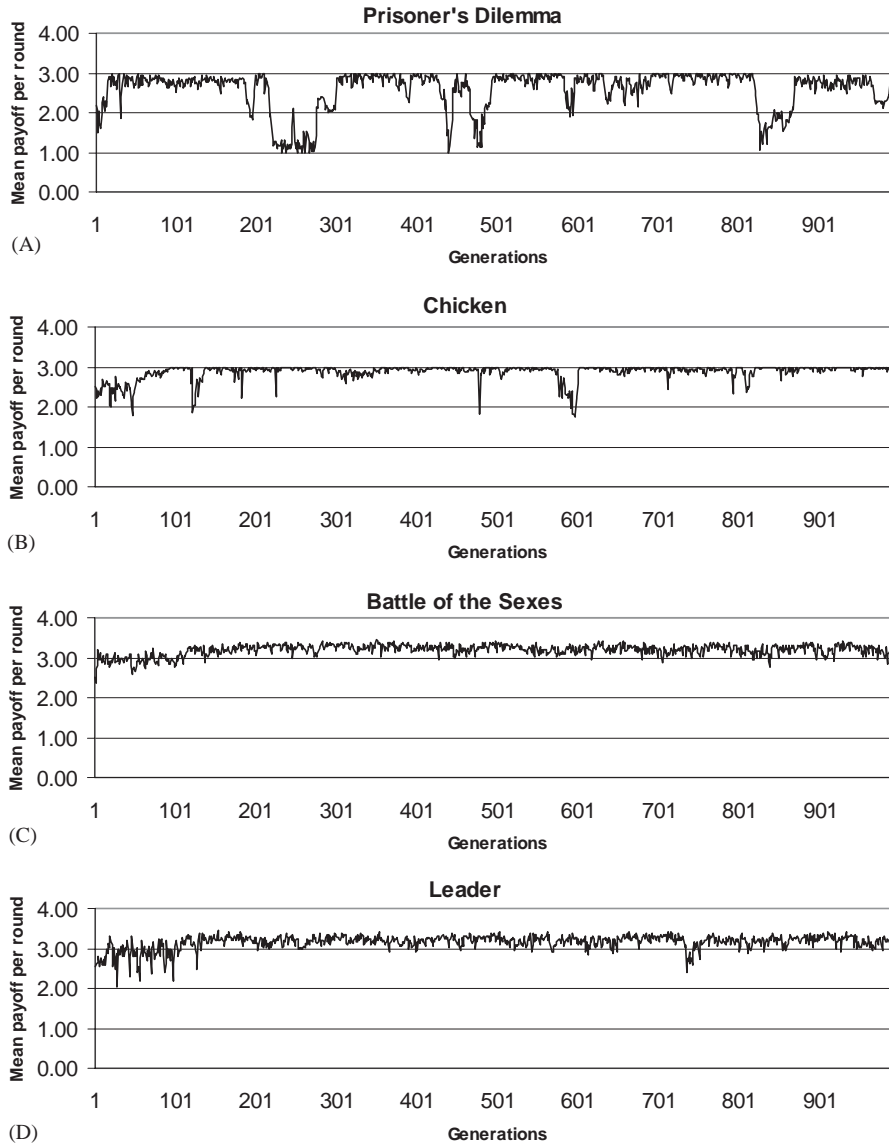 Prisoner's Dilemma
Mean payoff per round
4.00
3.00
2.00
1.00
0.00
1 101 201 301 401 501 601 701 801 901
Generations
(A)
Chicken
Mean payoff per round
4.00
3.00
2.00
1.00
0.00
1 101 201 301 401 501 601 701 801 901
Generations
(B)
Battle of the Sexes
Mean payoff per round
4.00
3.00
2.00
1.00
0.00
1 101 201 301 401 501 601 701 801 901
Generations
(C)
Leader
Mean payoff per round
4.00
3.00
2.00
1.00
0.00
1 101 201 301 401 501 601 701 801 901
Generations
(D)